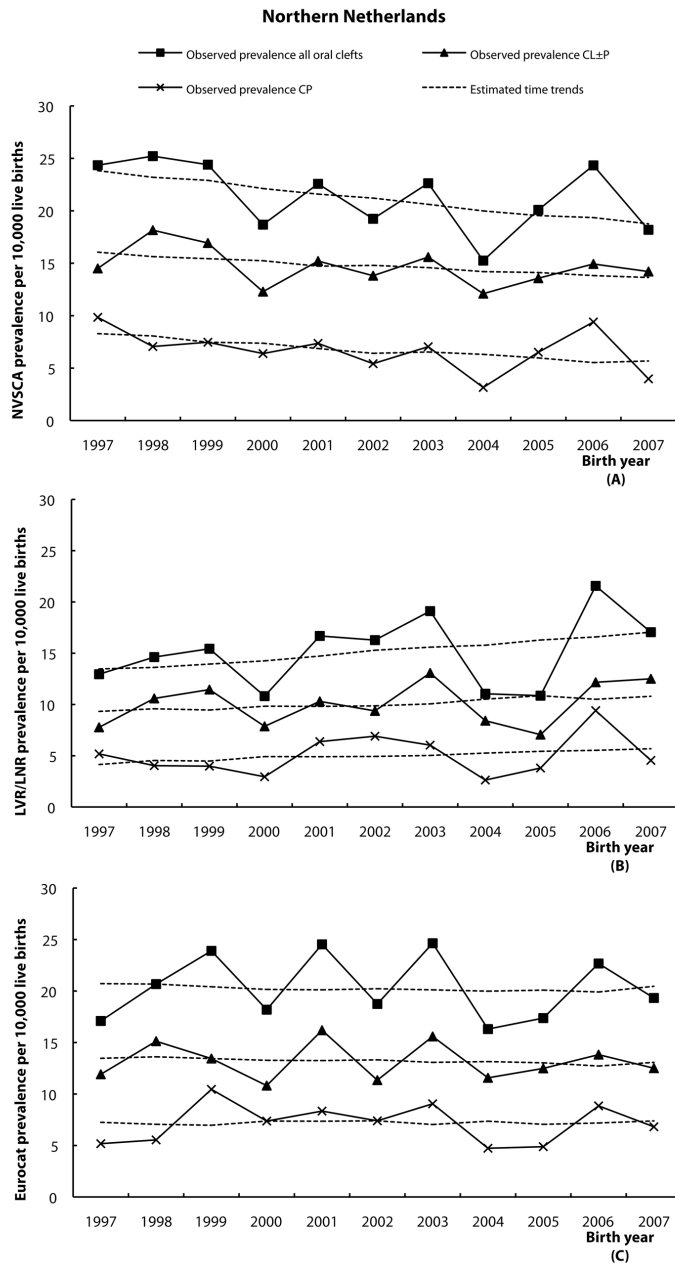 Northern Netherlands
Observed prevalence all oral clefts
Observed prevalence CL±P
Observed prevalence CP
Estimated time trends
NVSCA prevalence per 10,000 live births
30
25
20
15
10
5
0
1997 1998 1999 2000 2001 2002 2003 2004 2005 2006 2007
Birth year
(A)
LVR/LNR prevalence per 10,000 live births
30
25
20
15
10
5
0
1997 1998 1999 2000 2001 2002 2003 2004 2005 2006 2007
Birth year
(B)
Eurocat prevalence per 10,000 live births
30
25
20
15
10
5
0
1997 1998 1999 2000 2001 2002 2003 2004 2005 2006 2007
Birth year
(C)